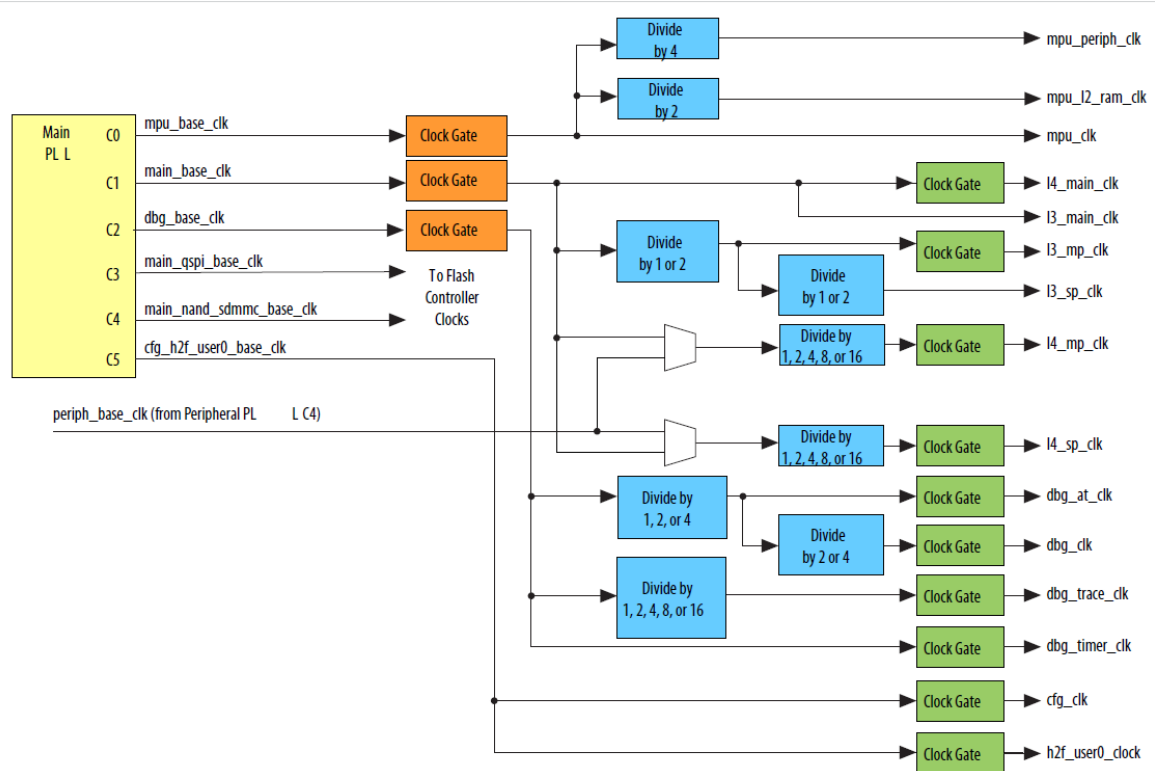 Divide
by 4
mpu_periph_clk
Divide
by 2
mpu_l2_ram_clk
Main
PL L
C0
mpu_base_clk
Clock Gate
mpu_clk
C1
main_base_clk
Clock Gate
Clock Gate
l4_main_clk
C2
dbg_base_clk
Clock Gate
l3_main_clk
Divide
by 1 or 2
Clock Gate
l3_mp_clk
C3
main_qspi_base_clk
To Flash
Controller
Clocks
Divide
by 1 or 2
l3_sp_clk
C4
main_nand_sdmmc_base_clk
C5
cfg_h2f_user0_base_clk
Divide by
1, 2, 4, 8, or 16
Clock Gate
l4_mp_clk
periph_base_clk (from Peripheral PL L C4)
Divide by
1, 2, 4, 8, or 16
Clock Gate
l4_sp_clk
Divide by
1, 2, or 4
Clock Gate
dbg_at_clk
Divide
by 2 or 4
Clock Gate
dbg_clk
Divide by
1, 2, 4, 8, or 16
Clock Gate
dbg_trace_clk
Clock Gate
dbg_timer_clk
Clock Gate
cfg_clk
Clock Gate
h2f_user0_clock